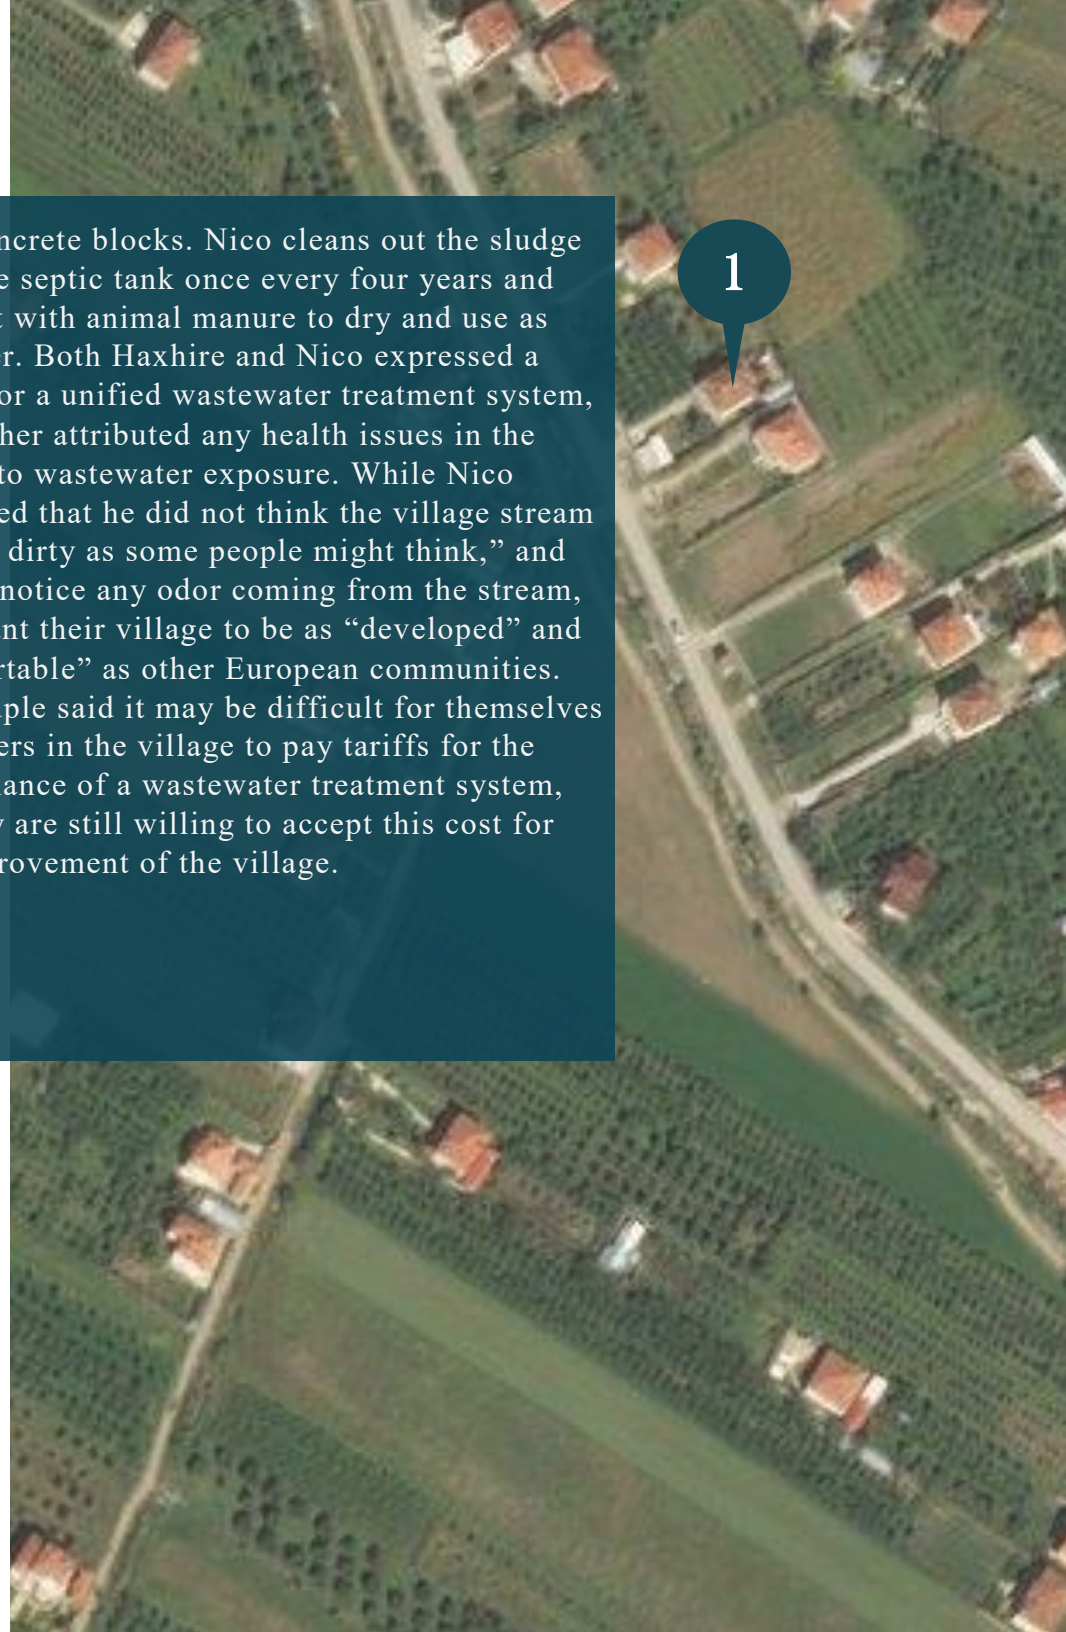 ncrete blocks. Nico cleans out the sludge
e septic tank once every four years and
t with animal manure to dry and use as
er. Both Haxhire and Nico expressed a
or a unified wastewater treatment system,
her attributed any health issues in the
to wastewater exposure. While Nico
ed that he did not think the village stream
dirty as some people might think,” and
notice any odor coming from the stream,
nt their village to be as “developed” and
rtable” as other European communities.
ple said it may be difficult for themselves
ers in the village to pay tariffs for the
ance of a wastewater treatment system,
y are still willing to accept this cost for
rovement of the village.
1